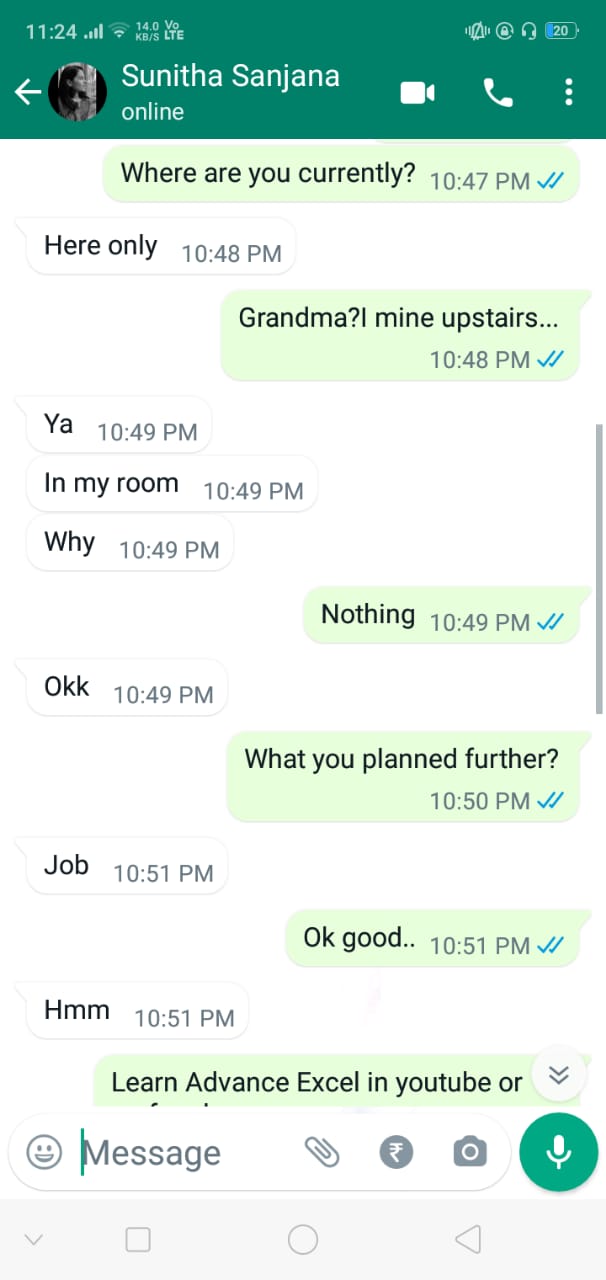 11:24 14.0 KB/S Vo LTE 20
Sunitha Sanjana
online
Where are you currently? 10:47 PM
Here only 10:48 PM
Grandma?I mine upstairs...
10:48 PM
Ya 10:49 PM
In my room 10:49 PM
Why 10:49 PM
Nothing 10:49 PM
Okk 10:49 PM
What you planned further?
10:50 PM
Job 10:51 PM
Ok good.. 10:51 PM
Hmm 10:51 PM
Learn Advance Excel in youtube or
Message